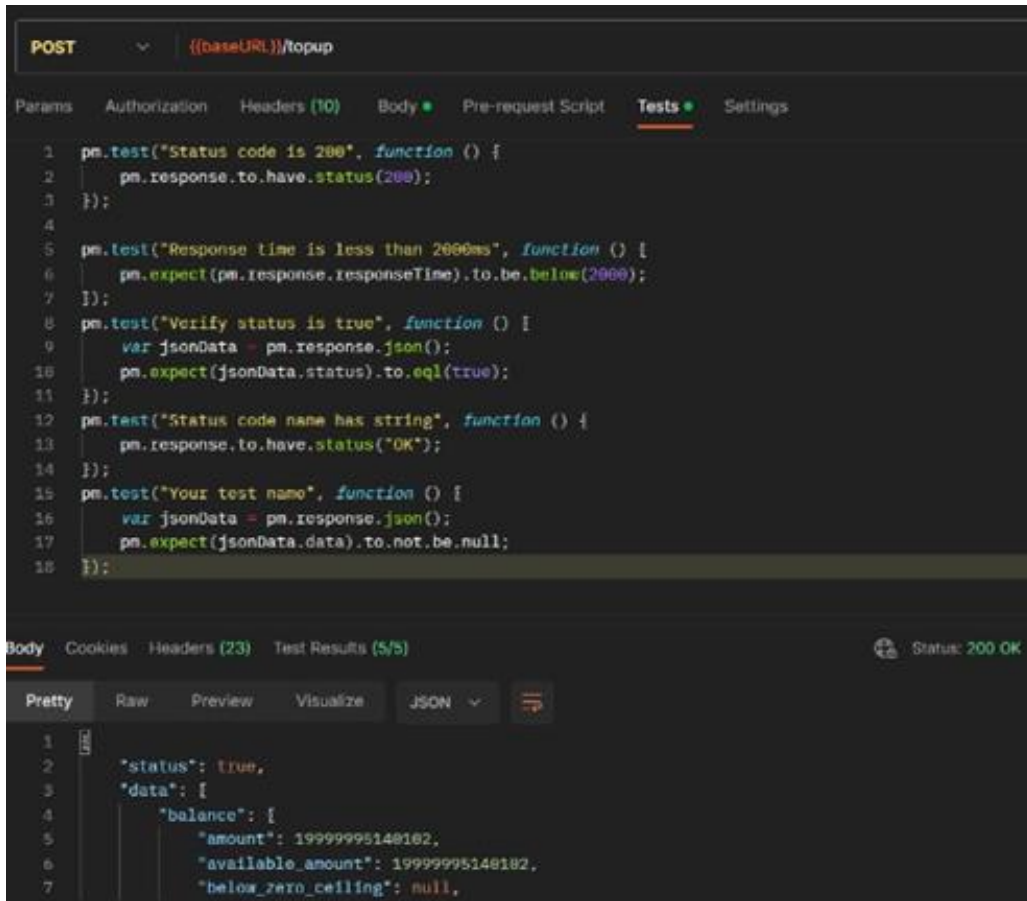 POST {{baseURL}}/topup
Params Authorization Headers (10) Body Pre-request Script Tests Settings
1 pm.test("Status code is 200", function () {
2 pm.response.to.have.status(200);
3 });
4
5 pm.test("Response time is less than 2000ms", function () {
6 pm.expect(pm.response.responseTime).to.be.below(2000);
7 });
8 pm.test("Verify status is true", function () {
9 var jsonData = pm.response.json();
10 pm.expect(jsonData.status).to.eql(true);
11 });
12 pm.test("Status code name has string", function () {
13 pm.response.to.have.status("OK");
14 });
15 pm.test("Your test name", function () {
16 var jsonData = pm.response.json();
17 pm.expect(jsonData.data).to.not.be.null;
18 });
Body Cookies Headers (23) Test Results (5/5) Status: 200 OK
Pretty Raw Preview Visualize JSON
1 {
2 "status": true,
3 "data": {
4 "balance": {
5 "amount": 19999995140102,
6 "available_amount": 19999995140102,
7 "below_zero_ceiling": null,